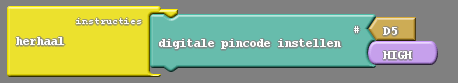 instructies
herhaal
digitale pincode instellen
# D5
HIGH